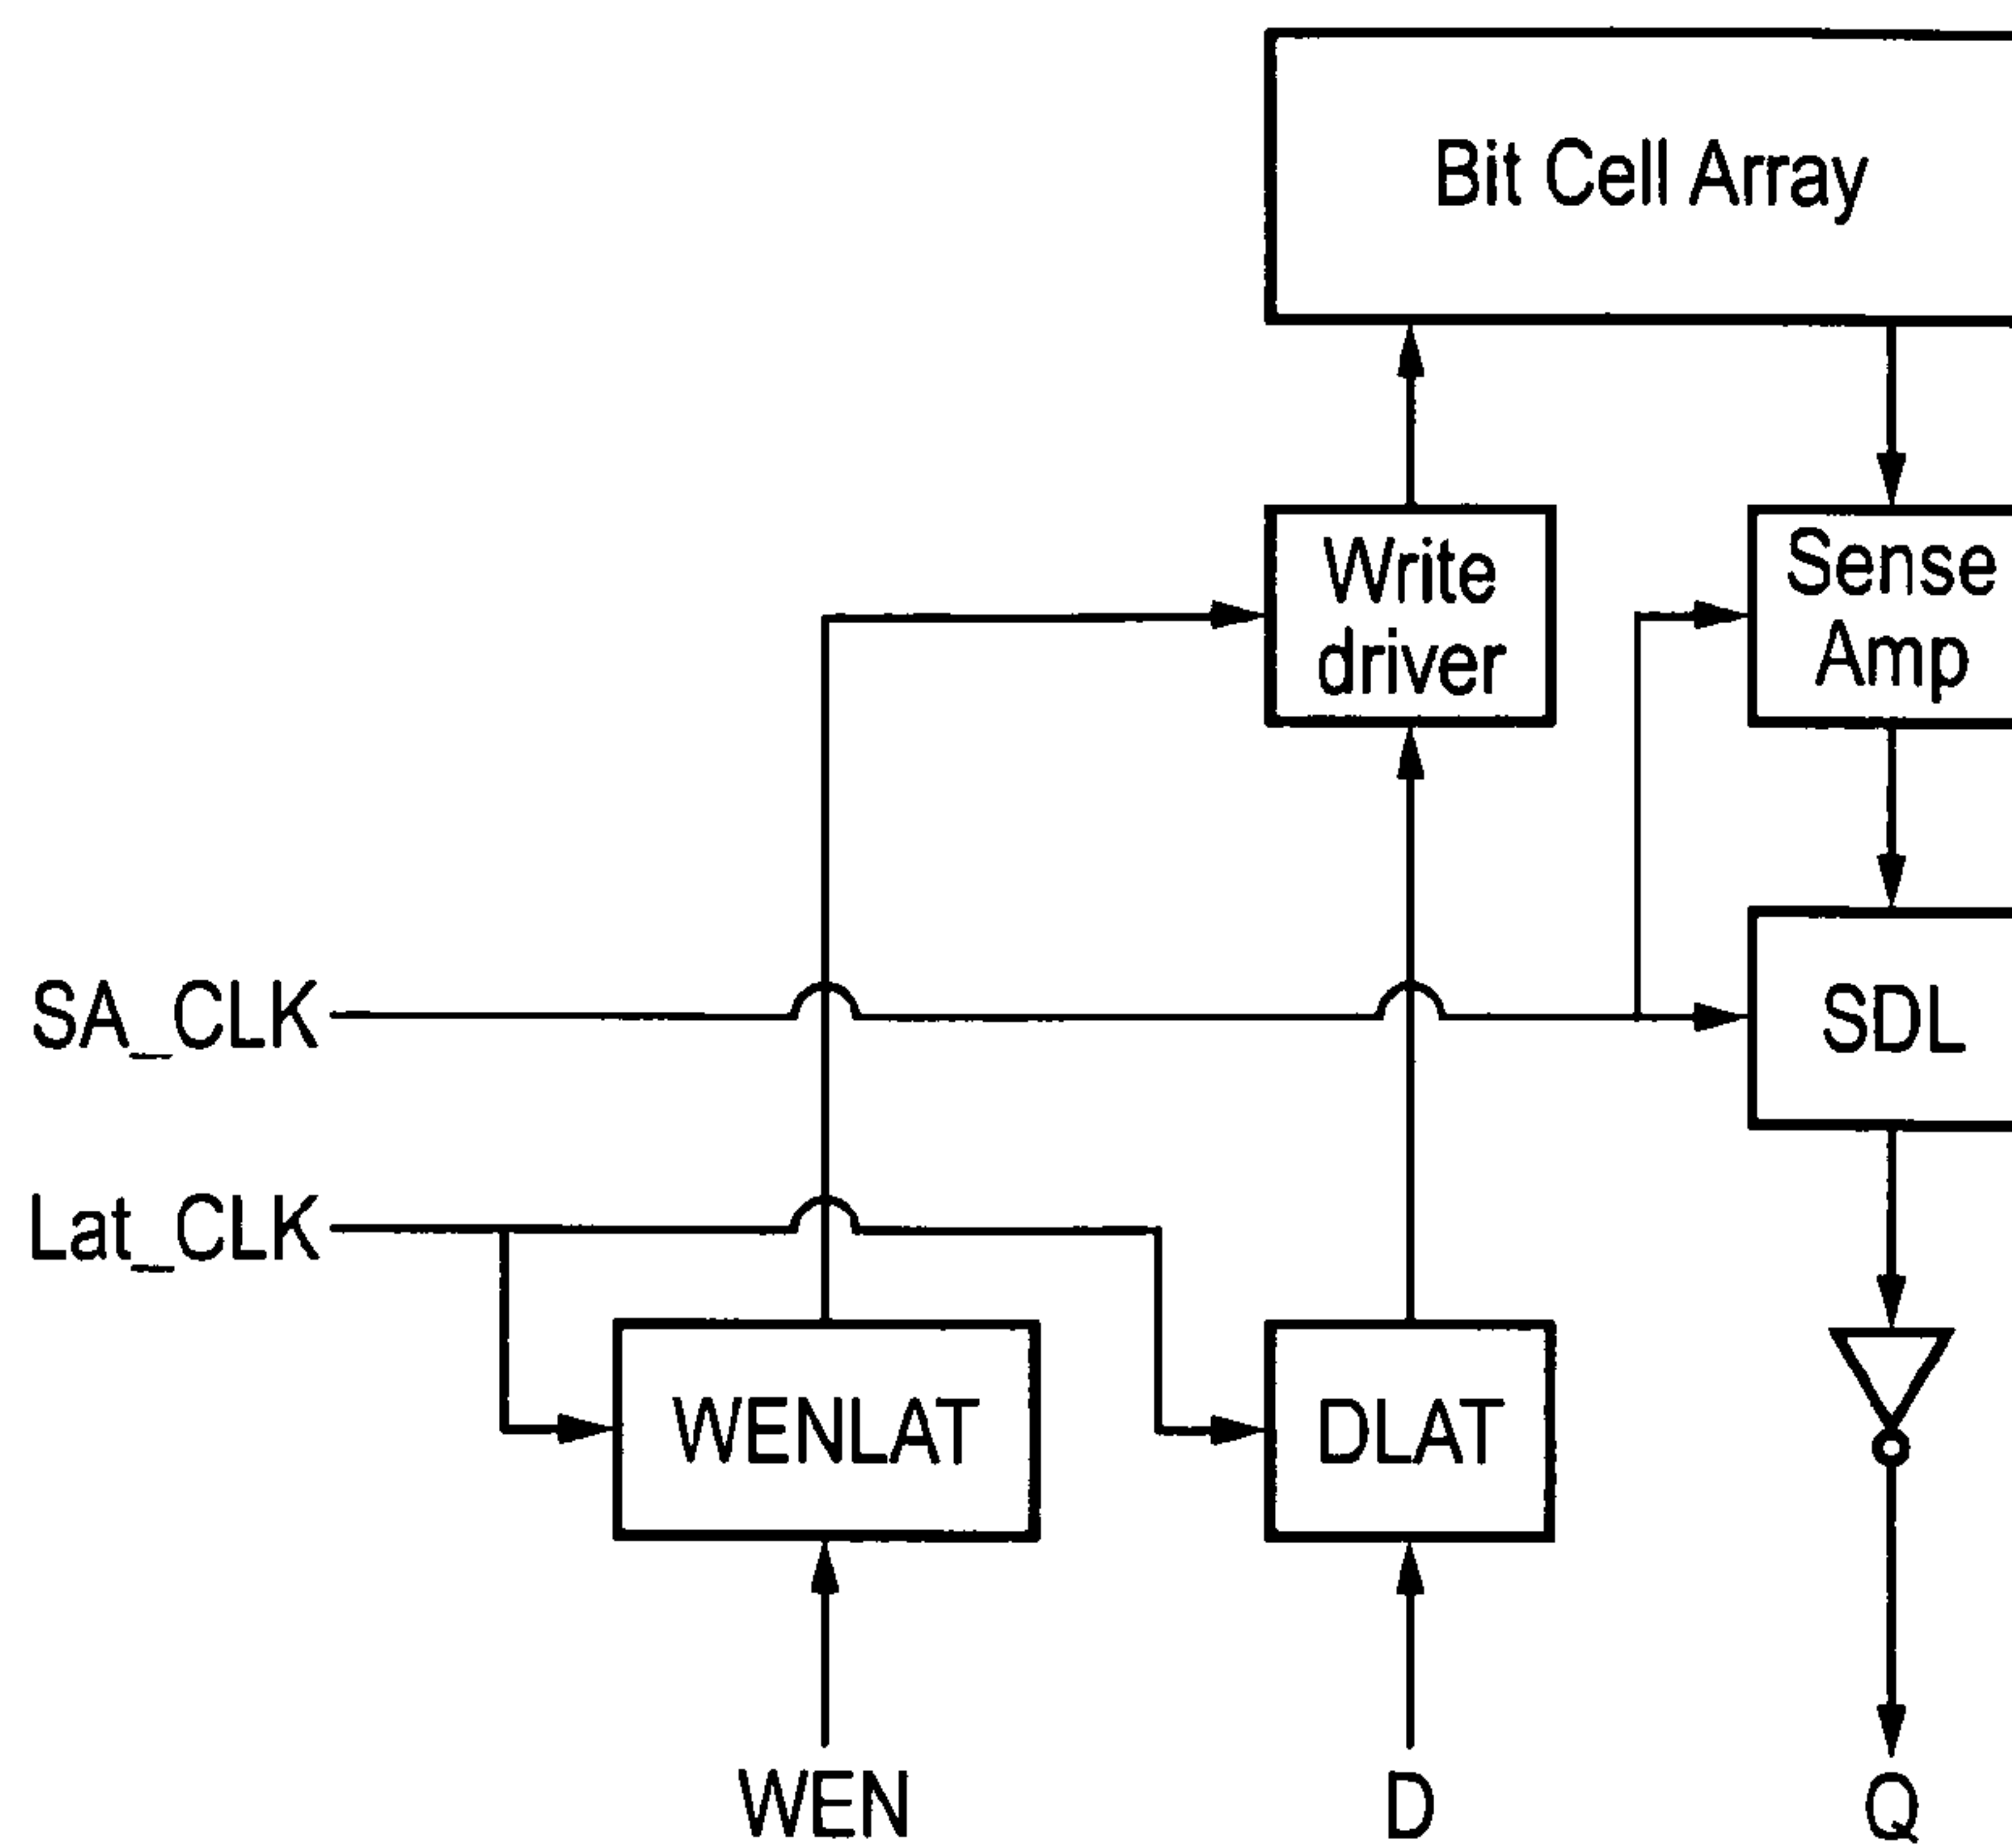 Bit Cell Array
Write
driver
Sense
Amp
SA_CLK
SDL
Lat_CLK
WENLAT
DLAT
WEN
D
Q